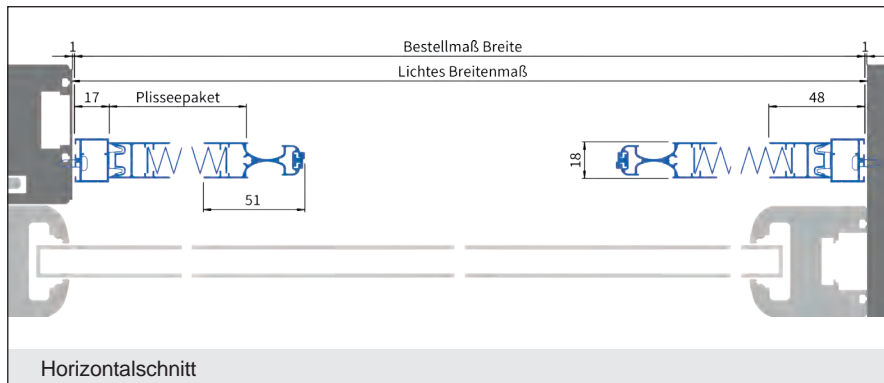 1 Bestellmaß Breite 1
Lichtes Breitenmaß
17 Plisseepaket 48
18
51
Horizontalschnitt